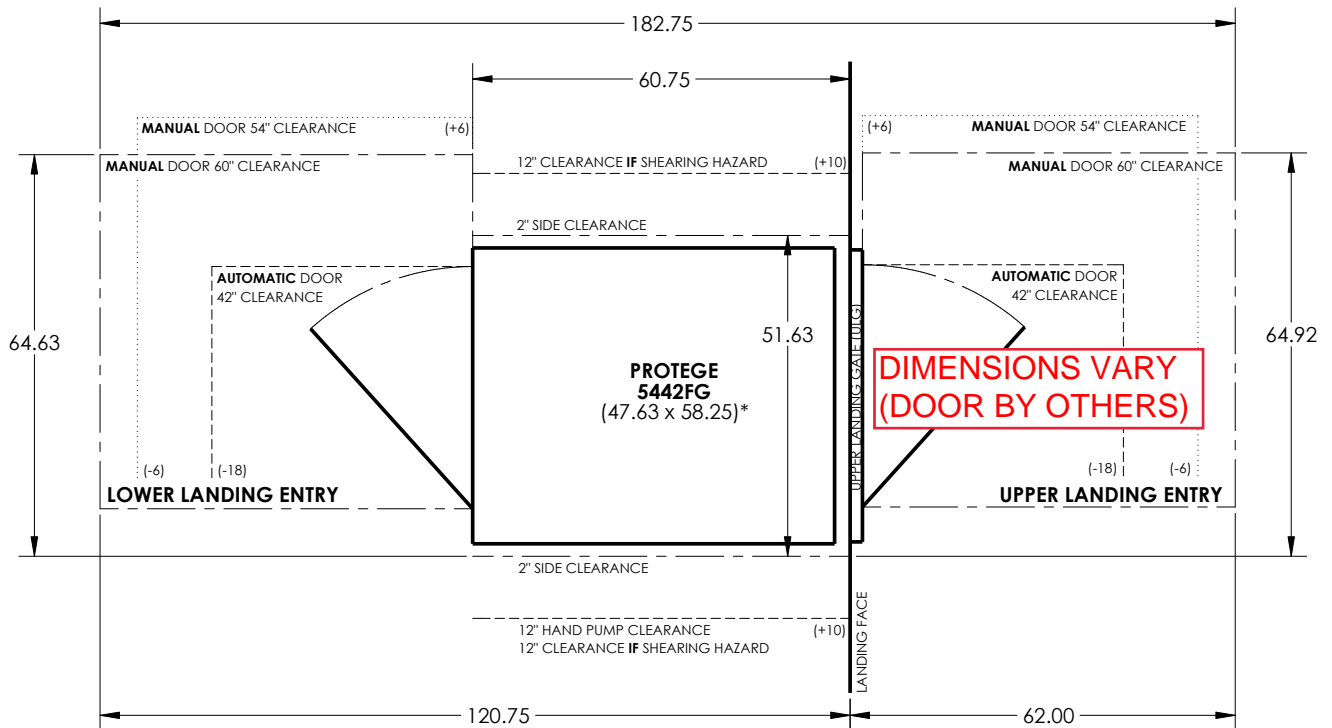 182.75
60.75
MANUAL DOOR 54" CLEARANCE (+6)
(+6) MANUAL DOOR 54" CLEARANCE
MANUAL DOOR 60" CLEARANCE
12" CLEARANCE IF SHEARING HAZARD (+10)
MANUAL DOOR 60" CLEARANCE
2" SIDE CLEARANCE
AUTOMATIC DOOR
42" CLEARANCE
AUTOMATIC DOOR
42" CLEARANCE
64.63
51.63
64.92
PROTEGE
5442FG
(47.63 x 58.25)*
UPPER LANDING GATE (ULG)
DIMENSIONS VARY
(DOOR BY OTHERS)
(-6) (-18)
(-18) (-6)
LOWER LANDING ENTRY
UPPER LANDING ENTRY
2" SIDE CLEARANCE
12" HAND PUMP CLEARANCE (+10)
12" CLEARANCE IF SHEARING HAZARD
LANDING FACE
120.75
62.00